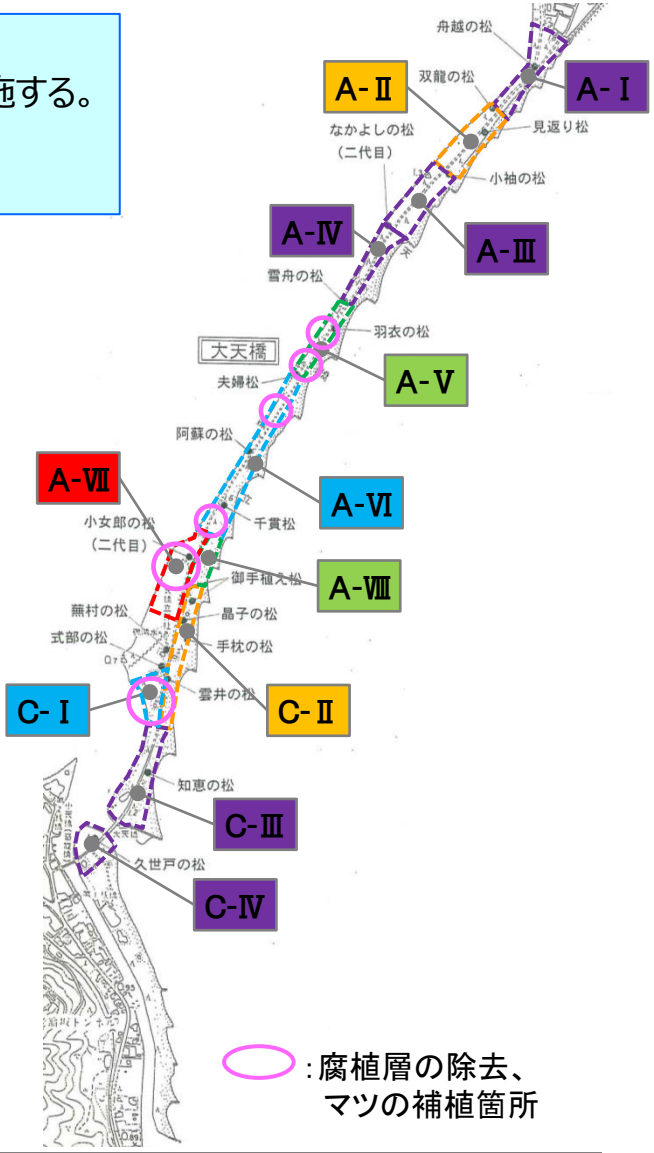 施する。
舟越の松
双龍の松
A-Ⅱ
A-Ⅰ
なかよしの松
(二代目)
見返り松
小袖の松
A-Ⅳ
A-Ⅲ
雪舟の松
羽衣の松
大天橋
夫婦松
A-Ⅴ
阿蘇の松
A-Ⅶ
A-Ⅵ
千貫松
小女郎の松
(二代目)
御手植え松
A-Ⅷ
蕪村の松
晶子の松
式部の松
手枕の松
雲井の松
C-Ⅰ
C-Ⅱ
知恵の松
C-Ⅲ
久世戸の松
C-Ⅳ
:腐植層の除去、
マツの補植箇所